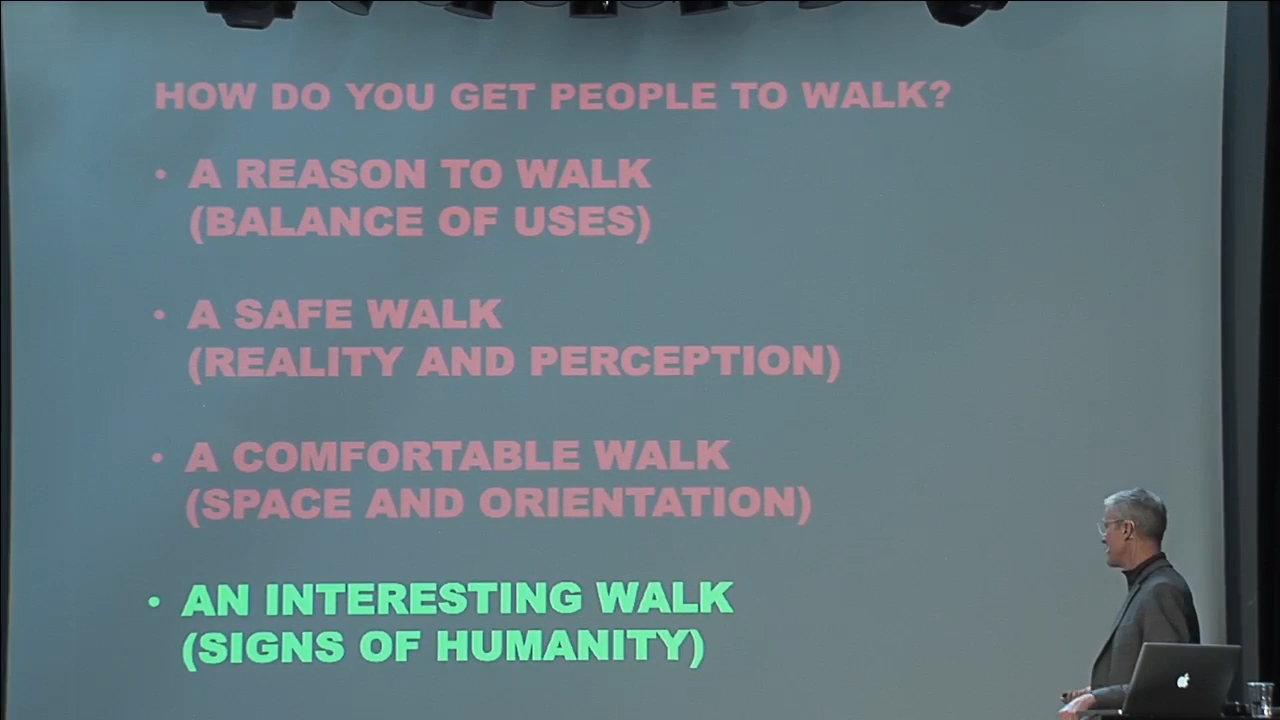 HOW DO YOU GET PEOPLE TO WALK?
• A REASON TO WALK
(BALANCE OF USES)
• A SAFE WALK
(REALITY AND PERCEPTION)
• A COMFORTABLE WALK
(SPACE AND ORIENTATION)
• AN INTERESTING WALK
(SIGNS OF HUMANITY)